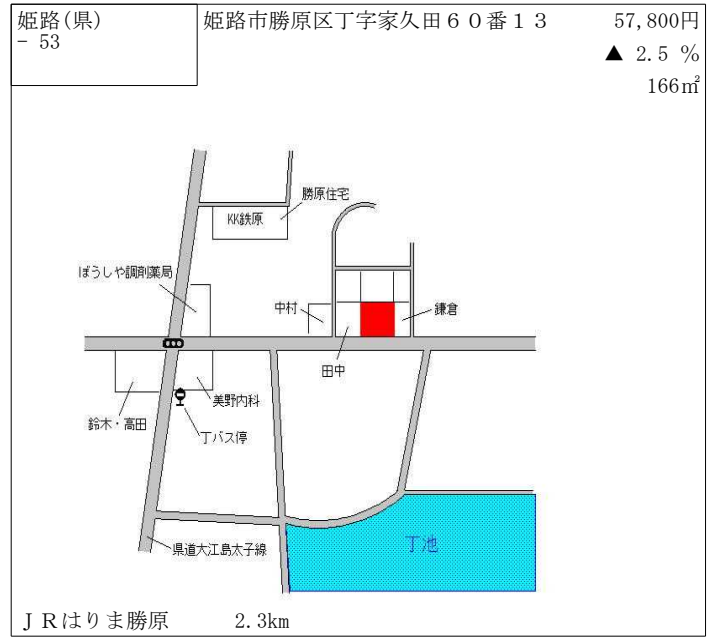 姫路(県)
- 53
姫路市勝原区丁字家久田６０番１３
57,800円
▲ 2.5 %
166㎡
勝原住宅
KK鉄原
ぼうしや調剤薬局
中村
鎌倉
田中
美野内科
鈴木・高田
丁バス停
県道大江島太子線
丁池
ＪＲはりま勝原 2.3km